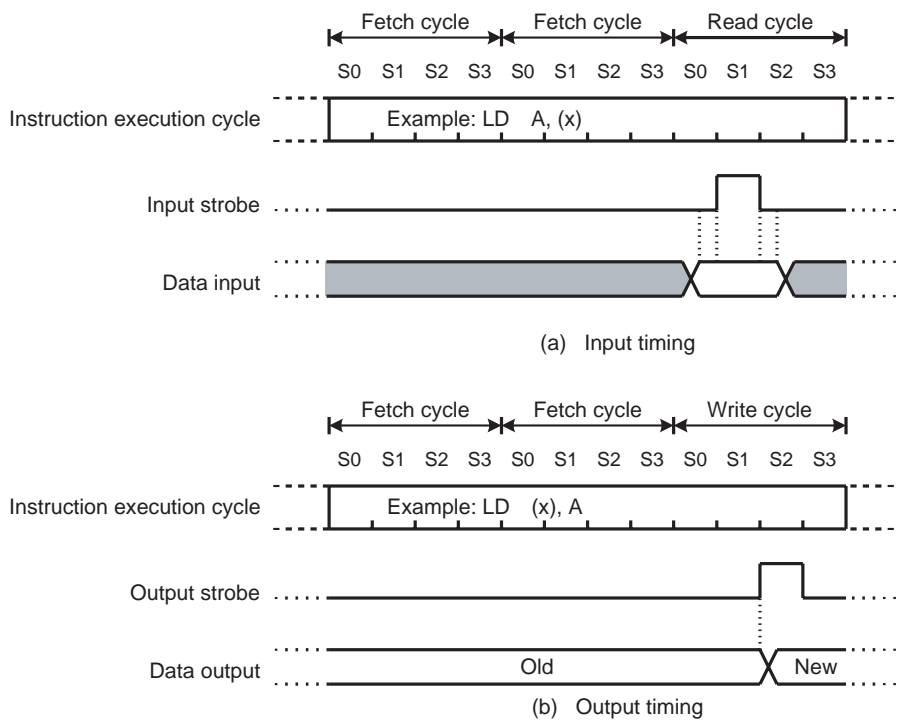 Fetch cycle Fetch cycle Read cycle
S0 S1 S2 S3 S0 S1 S2 S3 S0 S1 S2 S3
Instruction execution cycle Example: LD A, (x)
Input strobe
Data input
(a) Input timing
Fetch cycle Fetch cycle Write cycle
S0 S1 S2 S3 S0 S1 S2 S3 S0 S1 S2 S3
Instruction execution cycle Example: LD (x), A
Output strobe
Data output Old New
(b) Output timing